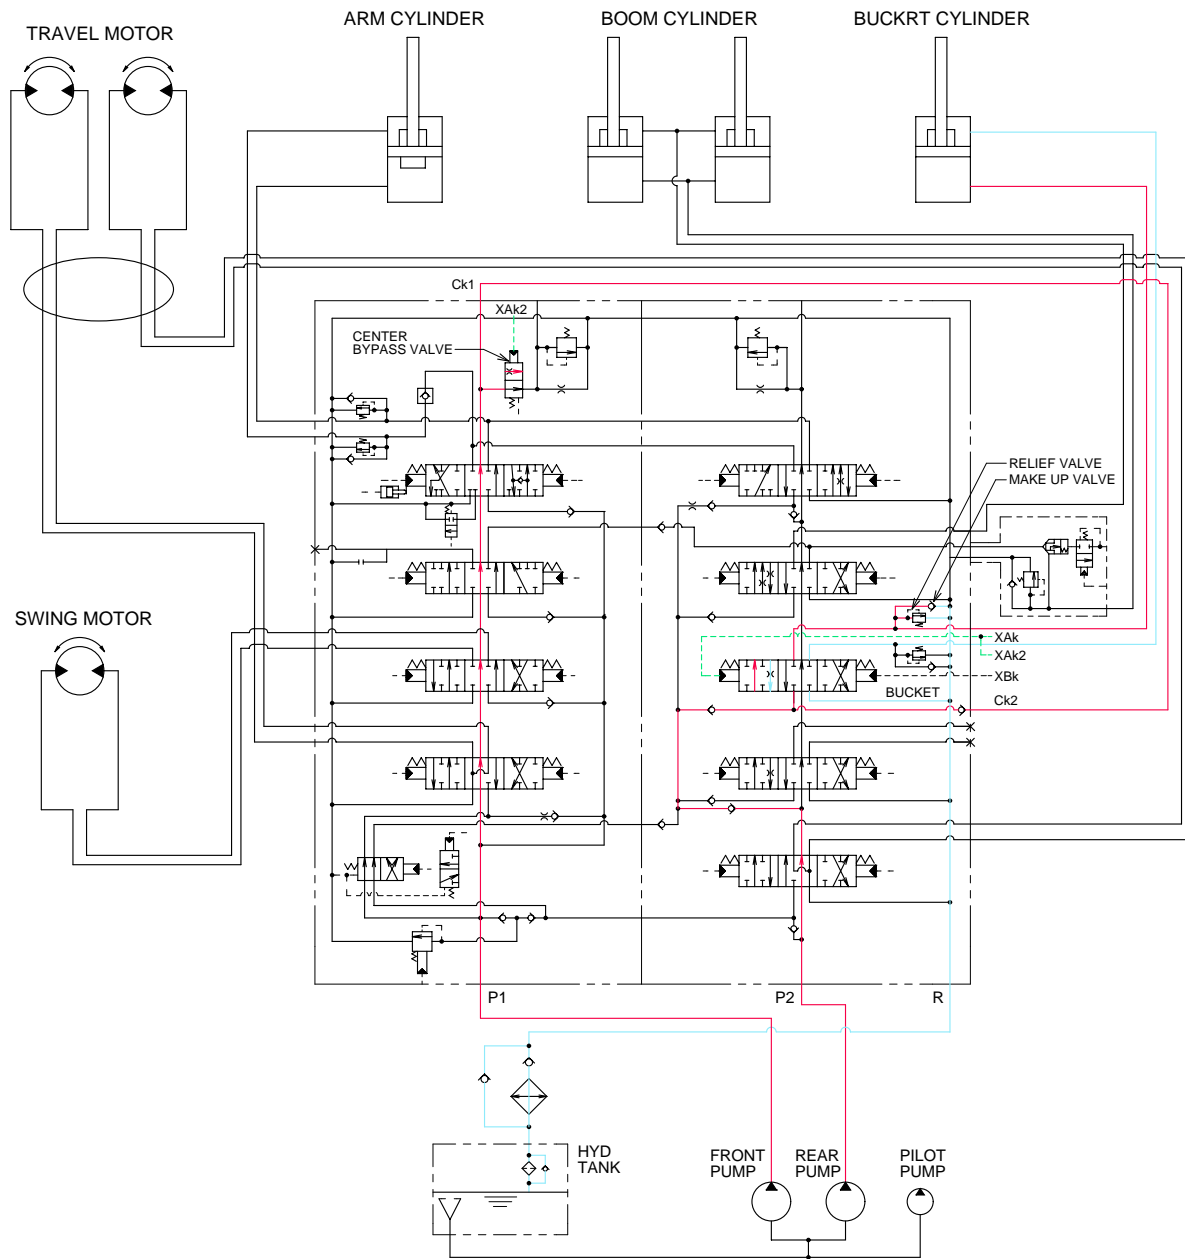 ARM CYLINDER
BOOM CYLINDER
BUCKRT CYLINDER
TRAVEL MOTOR
Ck1
XAk2
CENTER
BYPASS VALVE
RELIEF VALVE
MAKE UP VALVE
SWING MOTOR
XAk
XAk2
XBk
BUCKET
Ck2
P1
P2
R
HYD
TANK
FRONT
PUMP
REAR
PUMP
PILOT
PUMP